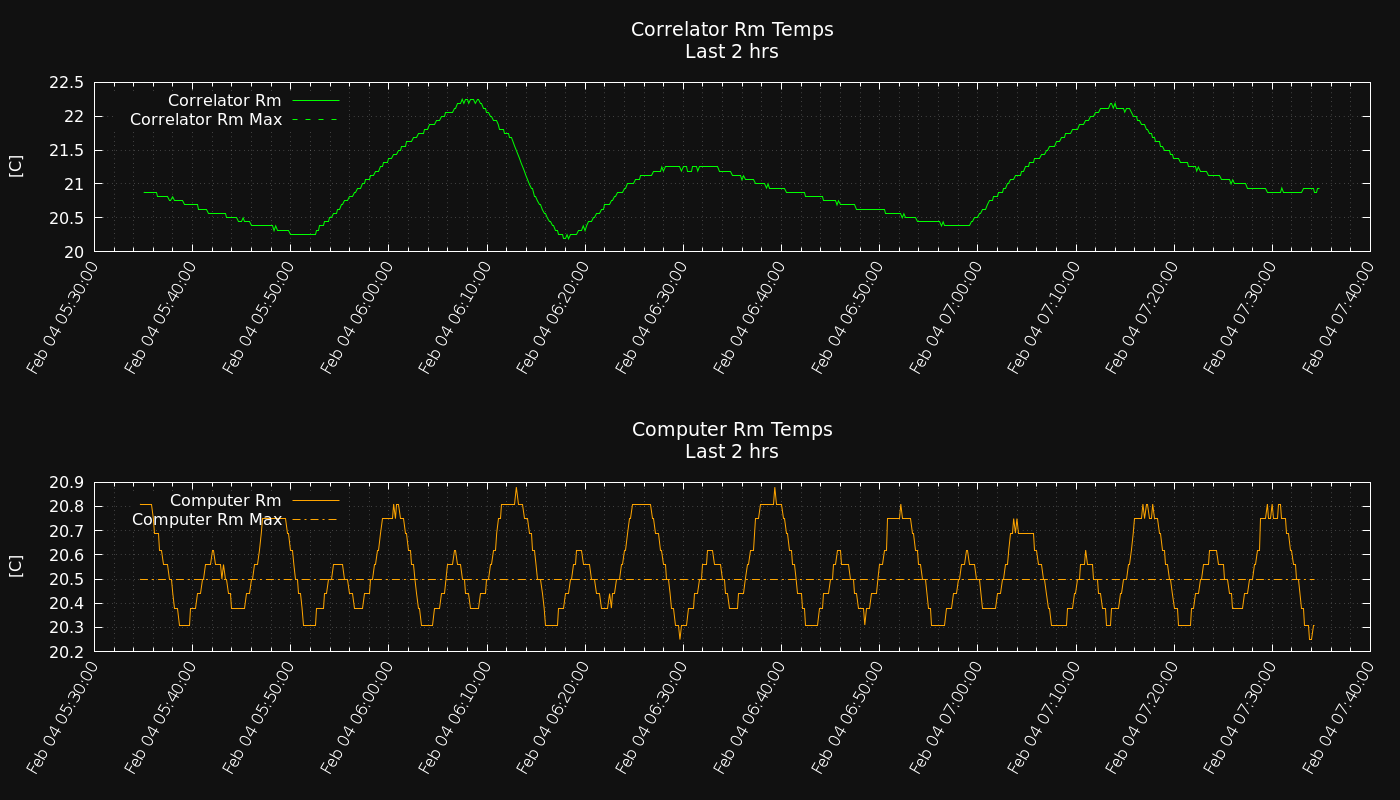 Correlator Rm Temps
Last 2 hrs
22.5
22
21.5
21
20.5
20
[C]
Correlator Rm
Correlator Rm Max
Feb 04 05:30:00
Feb 04 05:40:00
Feb 04 05:50:00
Feb 04 06:00:00
Feb 04 06:10:00
Feb 04 06:20:00
Feb 04 06:30:00
Feb 04 06:40:00
Feb 04 06:50:00
Feb 04 07:00:00
Feb 04 07:10:00
Feb 04 07:20:00
Feb 04 07:30:00
Feb 04 07:40:00
Computer Rm Temps
Last 2 hrs
20.9
20.8
20.7
20.6
20.5
20.4
20.3
20.2
[C]
Computer Rm
Computer Rm Max
Feb 04 05:30:00
Feb 04 05:40:00
Feb 04 05:50:00
Feb 04 06:00:00
Feb 04 06:10:00
Feb 04 06:20:00
Feb 04 06:30:00
Feb 04 06:40:00
Feb 04 06:50:00
Feb 04 07:00:00
Feb 04 07:10:00
Feb 04 07:20:00
Feb 04 07:30:00
Feb 04 07:40:00